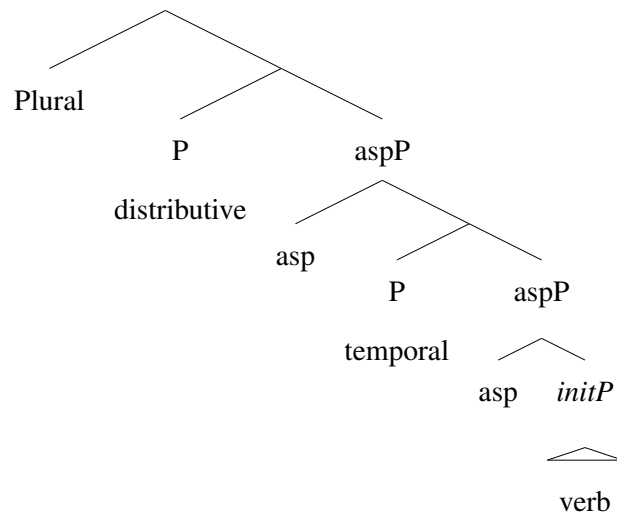 Plural
P aspP
distributive
asp
P aspP
temporal
asp initP
verb